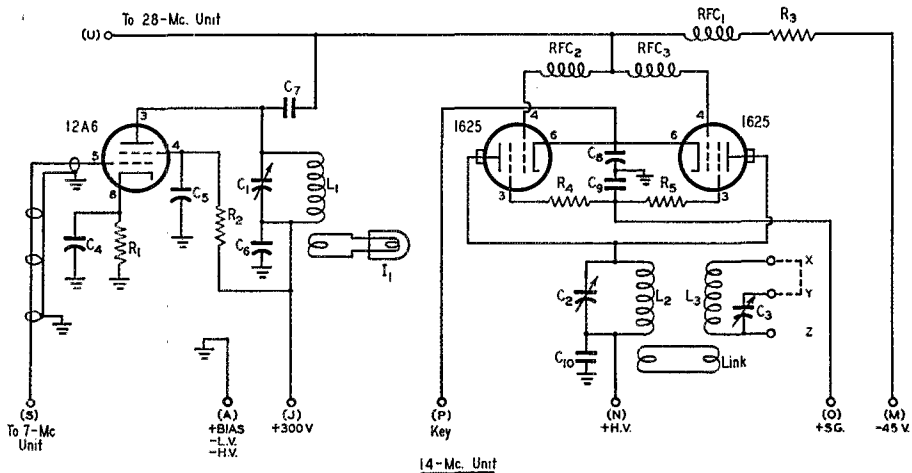 To 28-Mc. Unit
(U)
RFC1
R3
RFC2
RFC3
C7
12A6
3
4
5
6
1625
4
6
3
1625
4
6
3
C8
C9
R4
R5
C1
L1
C5
R2
C6
C4
R1
I1
C2
L2
L3
C3
X
Y
Z
C10
Link
(S)
To 7-Mc
Unit
(A)
+BIAS
-L.V.
-H.V.
(J)
+300V
(P)
Key
(N)
+H.V.
(O)
+S.G.
(M)
-45 V.
14-Mc. Unit